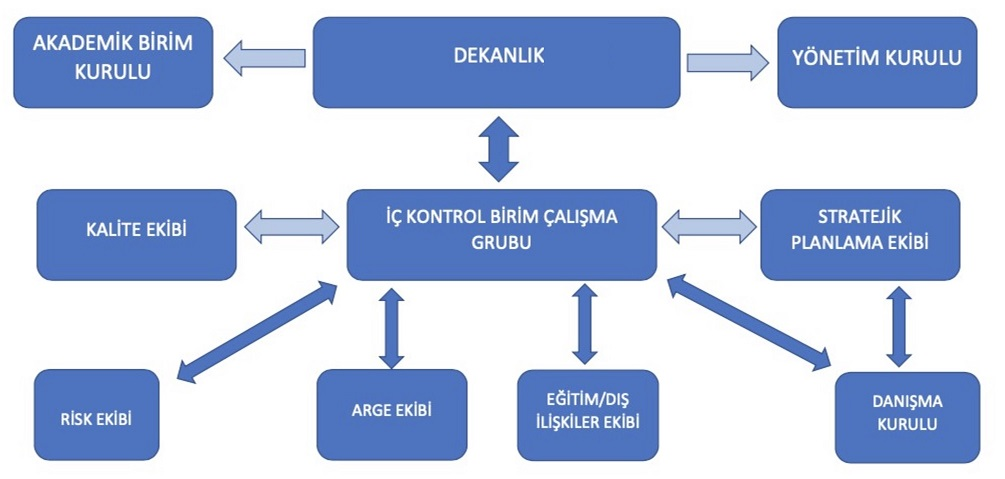 AKADEMİK BİRİM
KURULU
DEKANLIK
YÖNETİM KURULU
KALİTE EKİBİ
İÇ KONTROL BİRİM ÇALIŞMA
GRUBU
STRATEJİK
PLANLAMA EKİBİ
RİSK EKİBİ
ARGE EKİBİ
EĞİTİM/DIŞ
İLİŞKİLER EKİBİ
DANIŞMA
KURULU